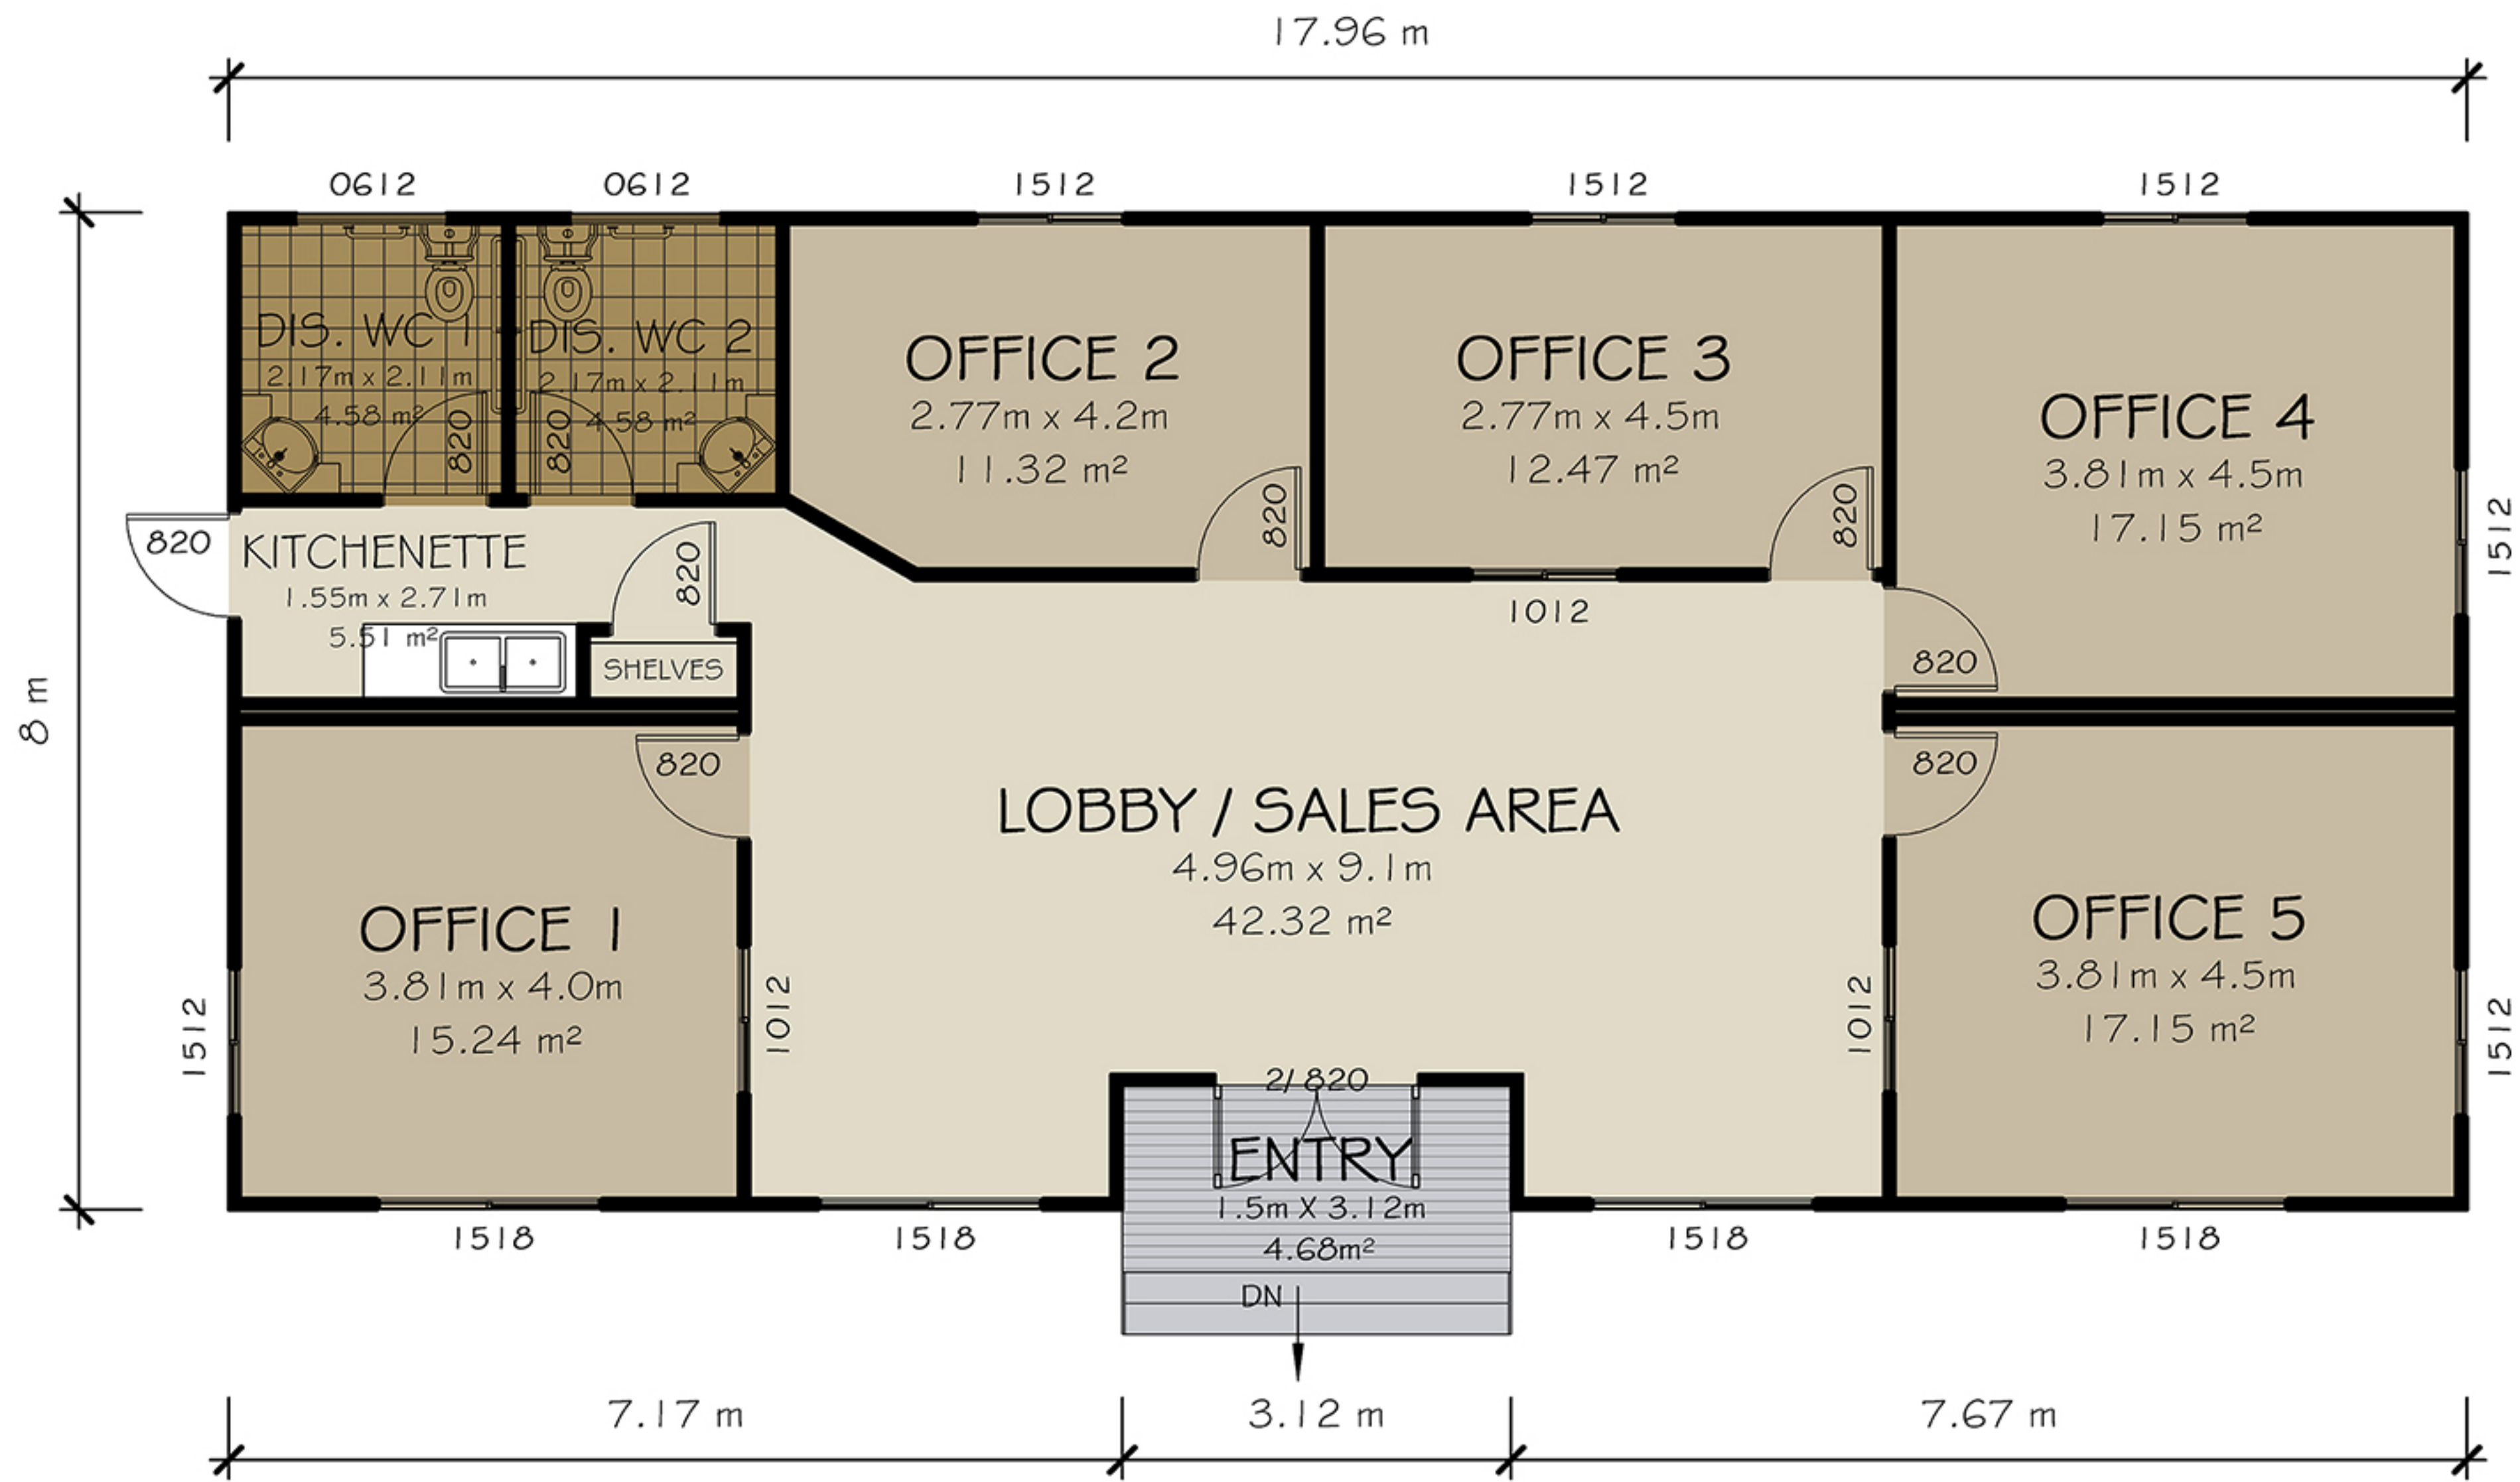 17.96 m
0612
0612
1512
1512
1512
8 m
DIS. WC 1
2.17m x 2.11m
4.58 m²
820
DIS. WC 2
2.17m x 2.11m
4.58 m²
820
OFFICE 2
2.77m x 4.2m
11.32 m²
820
OFFICE 3
2.77m x 4.5m
12.47 m²
820
OFFICE 4
3.81m x 4.5m
17.15 m²
820
1512
820
KITCHENETTE
1.55m x 2.71m
5.51 m²
820
SHELVES
1012
820
OFFICE 1
3.81m x 4.0m
15.24 m²
1512
1012
LOBBY / SALES AREA
4.96m x 9.1m
42.32 m²
1012
820
OFFICE 5
3.81m x 4.5m
17.15 m²
1512
2/ 820
ENTRY
1.5m X 3.12m
4.68m²
DN
1518
1518
1518
1518
7.17 m
3.12 m
7.67 m